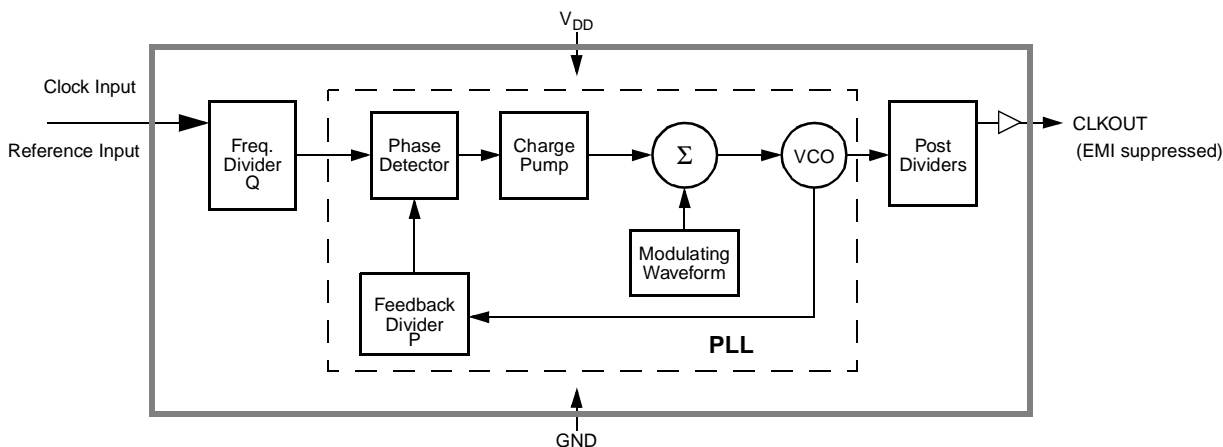 V_DD
Clock Input
Reference Input
Freq.
Divider
Q
Phase
Detector
Charge
Pump
Σ
VCO
Post
Dividers
CLKOUT
(EMI suppressed)
Modulating
Waveform
Feedback
Divider
P
PLL
GND